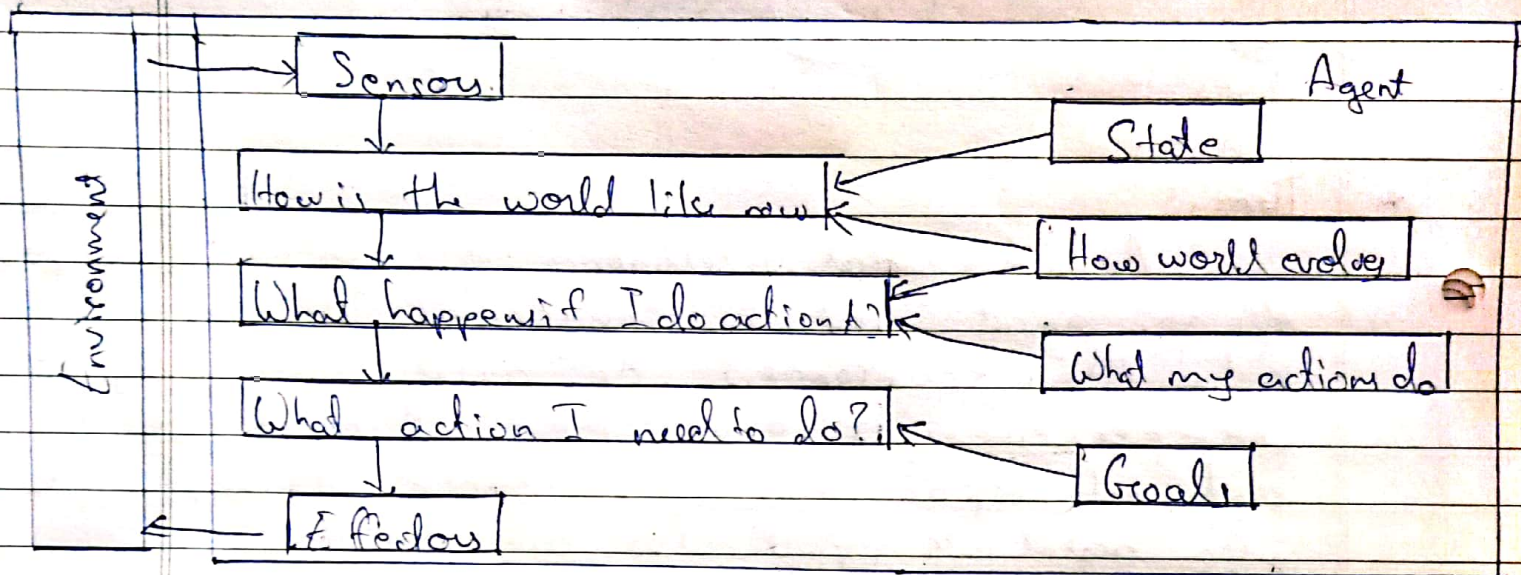 Sensors
Agent
State
How is the world like now
How world evolves
What happens if I do action A?
What my actions do
What action I need to do?
Goals
Effectors
Environment